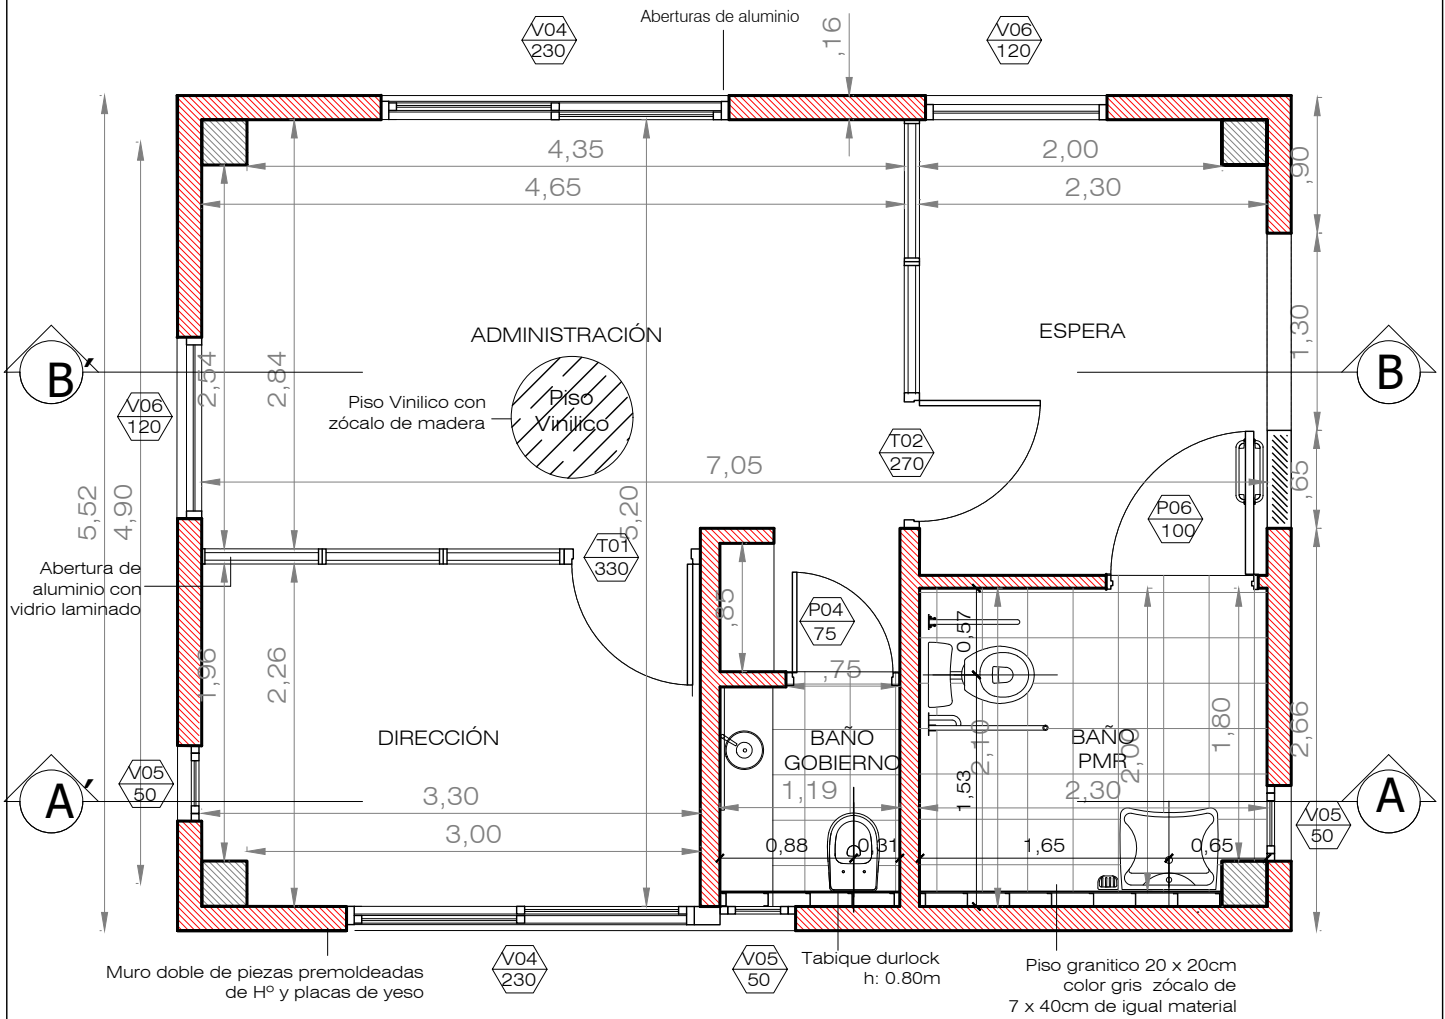 Aberturas de aluminio
V04
230
,16
V06
120
4,35
2,00
4,65
2,30
,90
ADMINISTRACIÓN
ESPERA
1,30
B´
B
2,54
2,84
Piso Vinilico con
zócalo de madera
Piso
Vinilico
V06
120
T02
270
7,05
,65
5,52
4,90
5,20
P06
100
T01
330
Abertura de
aluminio con
vidrio laminado
,85
P04
75
0,57
1,96
2,26
,75
DIRECCIÓN
BAÑO
GOBIERNO
BAÑO
PMR
2,10
2,00
1,80
2,66
V05
50
A´
A
3,30
1,19
1,53
2,30
3,00
0,88
0,31
1,65
0,65
V05
50
Muro doble de piezas premoldeadas
de Hº y placas de yeso
V04
230
V05
50
Tabique durlock
h: 0.80m
Piso granitico 20 x 20cm
color gris zócalo de
7 x 40cm de igual material